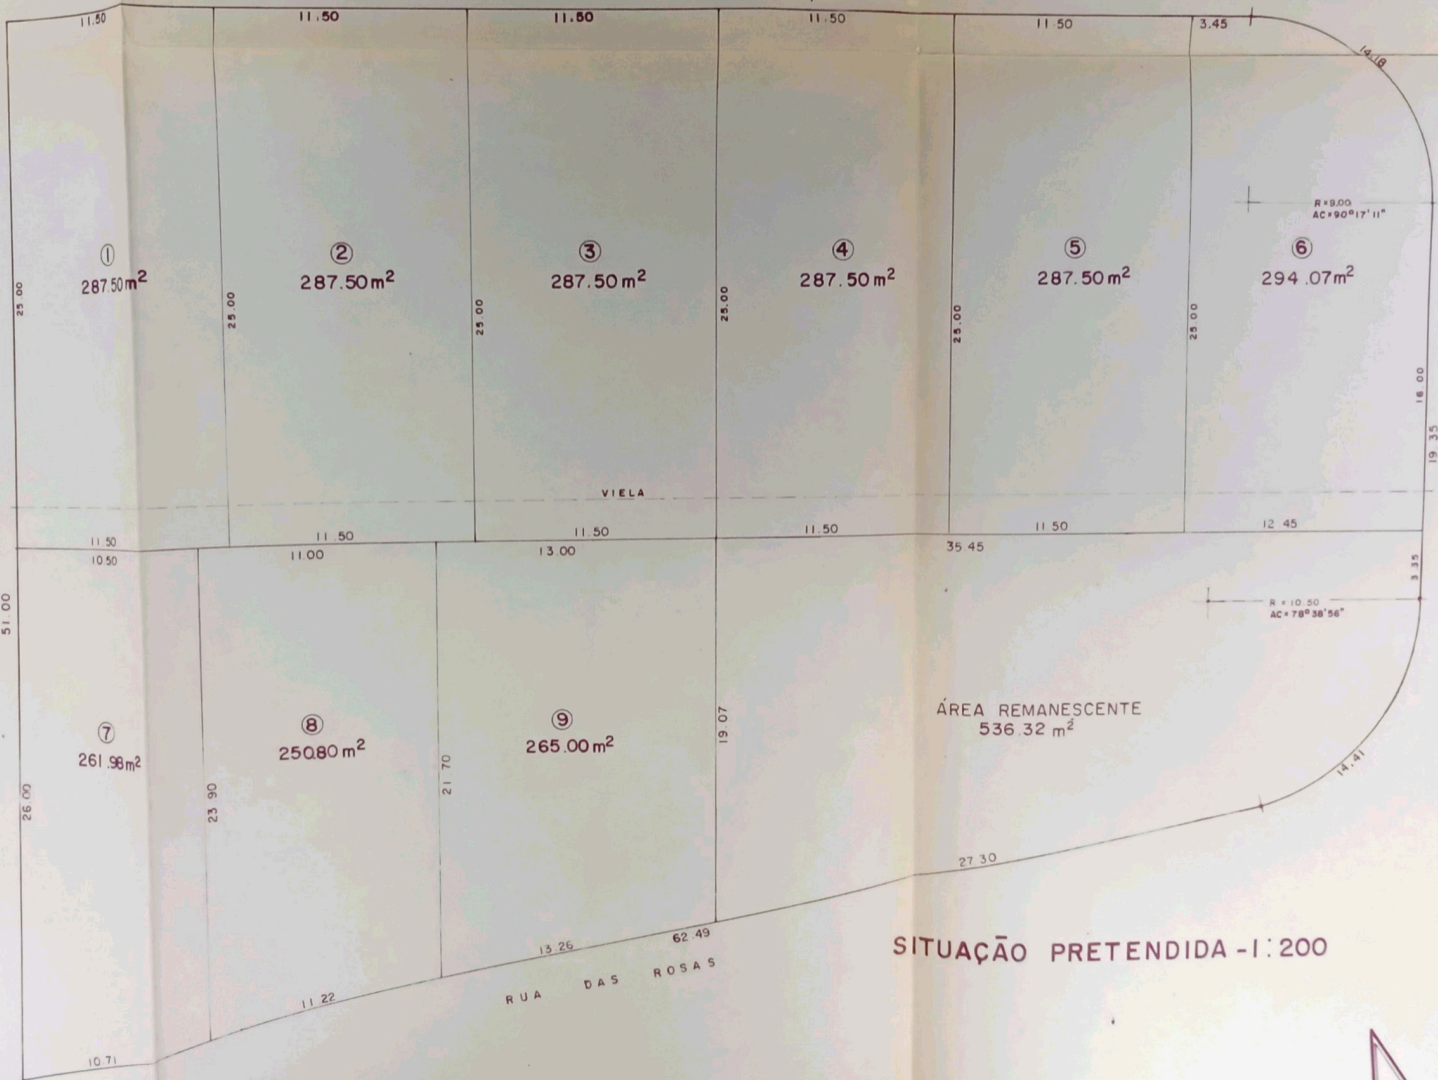 11.50 11.50 11.50 11.50 11.50 3.45
14.18
R=9.00
AC=90°17'11"
① ② ③ ④ ⑤ ⑥
287.50m² 287.50m² 287.50m² 287.50m² 287.50m² 294.07m²
25.00 25.00 25.00 25.00 25.00 25.00
16.00
19.35
VIELA
11.50 11.50 11.50 11.50 11.50 12.45
10.50 11.00 13.00 35.45
3.35
R=10.50
AC=78°38'56"
51.00
⑦ ⑧ ⑨
261.98m² 250.80m² 265.00m²
ÁREA REMANESCENTE
536.32 m²
26.00 23.90 21.70 19.07
14.41
27.30
13.26 62.49
11.22
10.71
RUA DAS ROSAS
SITUAÇÃO PRETENDIDA - 1:200